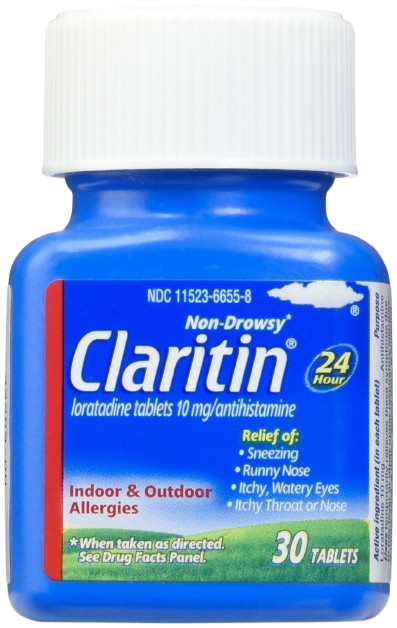 NDC 11523-6655-8
Non-Drowsy*
Claritin®
24
Hour
loratadine tablets 10 mg/antihistamine
Relief of:
• Sneezing
• Runny Nose
• Itchy, Watery Eyes
• Itchy Throat or Nose
Indoor & Outdoor
Allergies
*When taken as directed.
See Drug Facts Panel.
30 TABLETS
®
Active ingredient (in each tablet) Purpose
Antihistamine